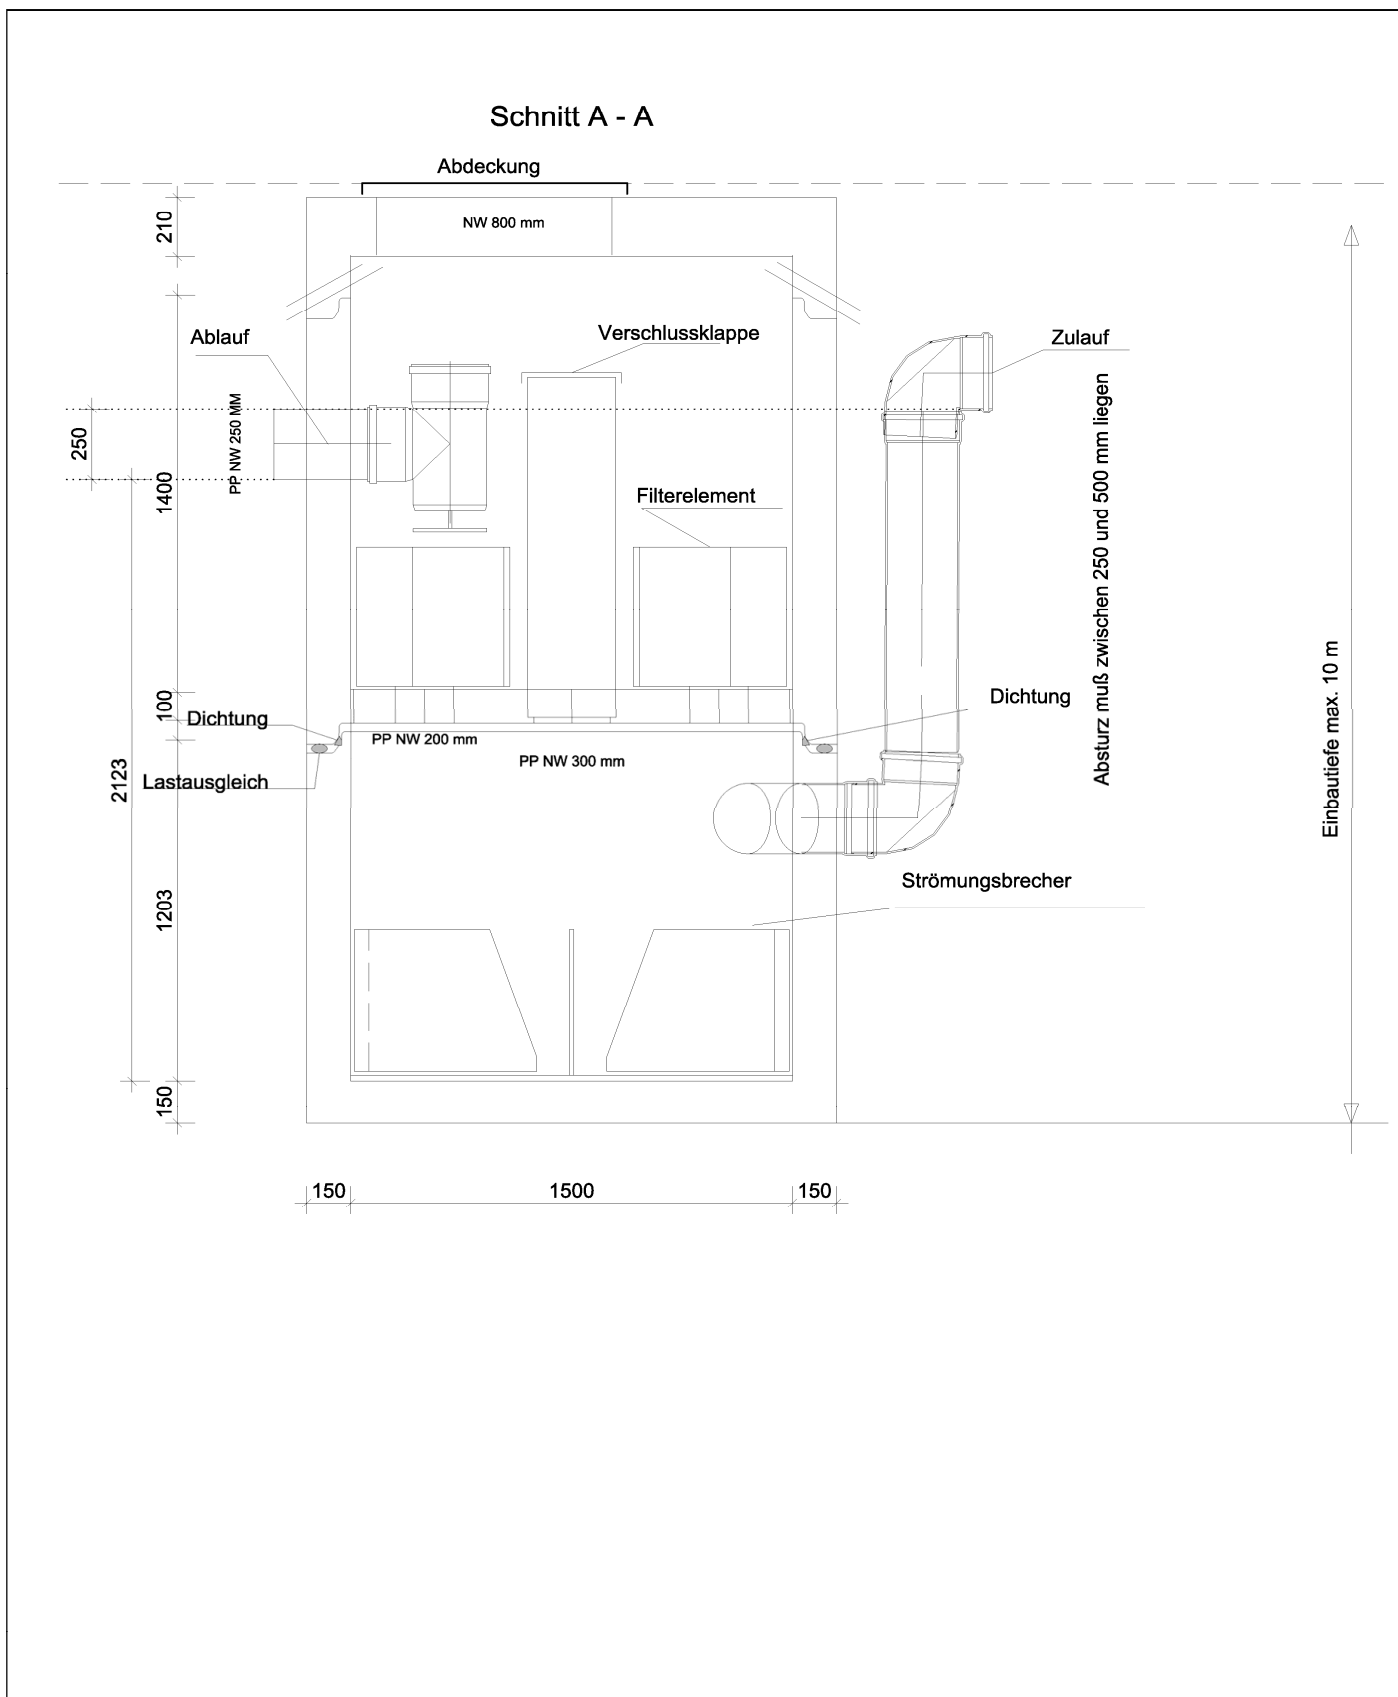 Schnitt A - A
Abdeckung
NW 800 mm
210
Ablauf
Verschlussklappe
Zulauf
250
PP NW 250 MM
1400
Filterelement
Absturz muß zwischen 250 und 500 mm liegen
Einbautiefe max. 10 m
100
Dichtung
Dichtung
PP NW 200 mm
PP NW 300 mm
2123
Lastausgleich
Strömungsbrecher
1203
150
150
1500
150